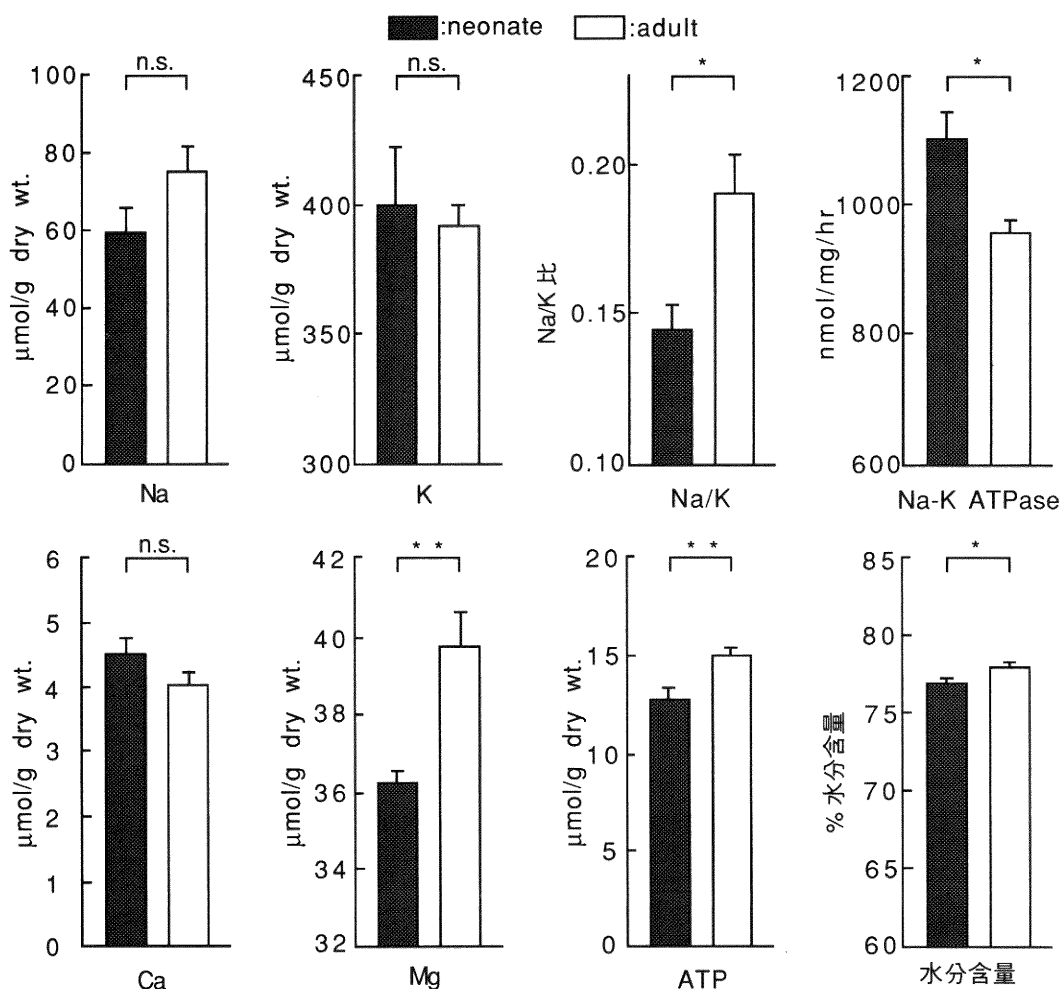 :neonate :adult
n.s.
100
80
60
40
20
0
µmol/g dry wt.
Na
n.s.
450
400
350
300
µmol/g dry wt.
K
*
0.20
0.15
0.10
Na/K 比
Na/K
*
1200
1000
800
600
nmol/mg/hr
Na-K ATPase
n.s.
6
5
4
3
2
1
0
µmol/g dry wt.
Ca
* *
42
40
38
36
34
32
µmol/g dry wt.
Mg
* *
20
15
10
5
0
µmol/g dry wt.
ATP
*
85
80
75
70
65
60
% 水分含量
水分含量